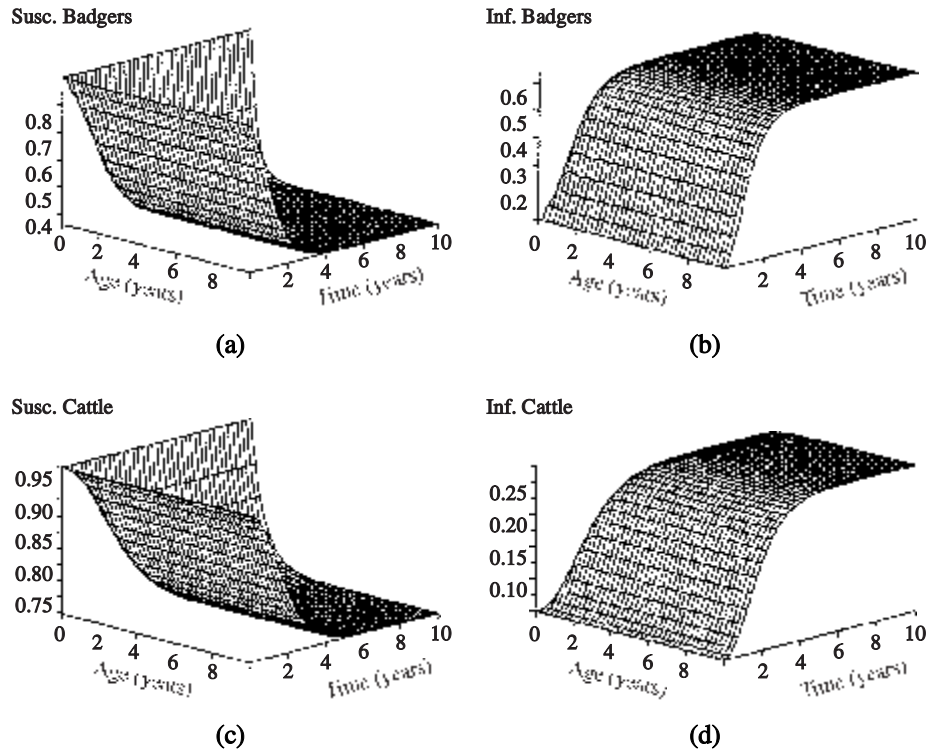 Susc. Badgers
0.8
0.7
0.6
0.5
0.4
0 2 4 6 8
Age (years)
2 4 6 8 10
Time (years)
(a)
Inf. Badgers
0.6
0.5
0.4
0.3
0.2
0 2 4 6 8
Age (years)
2 4 6 8 10
Time (years)
(b)
Susc. Cattle
0.95
0.90
0.85
0.80
0.75
0 2 4 6 8
Age (years)
2 4 6 8 10
Time (years)
(c)
Inf. Cattle
0.25
0.20
0.15
0.10
0 2 4 6 8
Age (years)
2 4 6 8 10
Time (years)
(d)